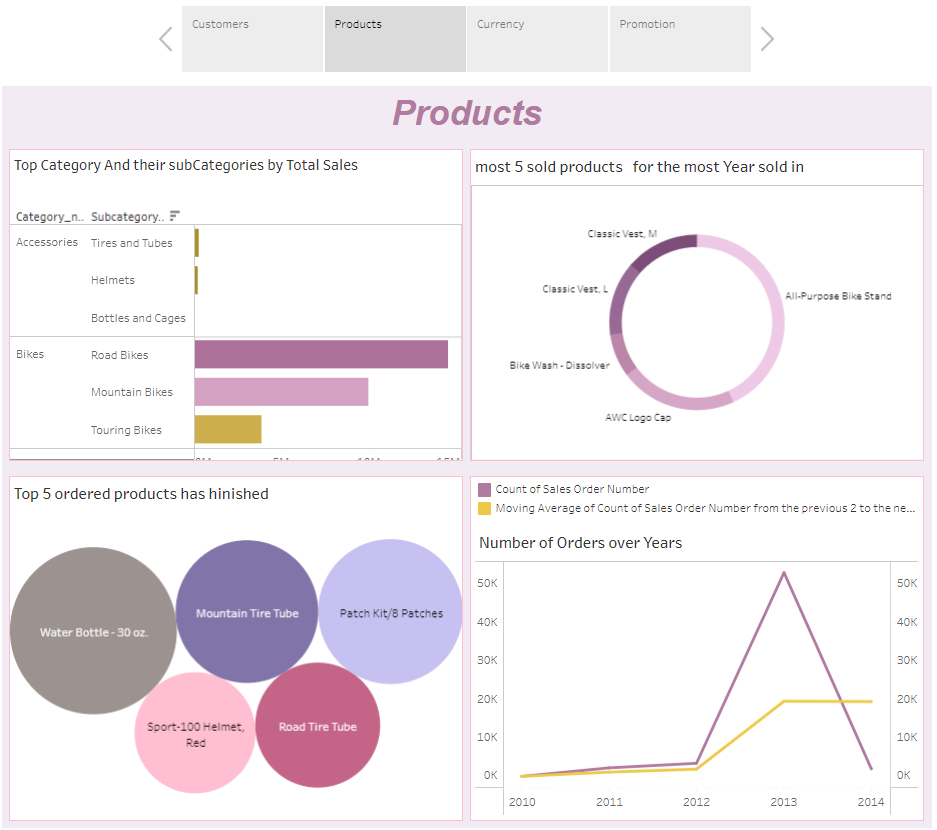 Customers
Products
Currency
Promotion
Products
Top Category And their subCategories by Total Sales
Category_n.. Subcategory..
Accessories Tires and Tubes
Helmets
Bottles and Cages
Bikes Road Bikes
Mountain Bikes
Touring Bikes
most 5 sold products for the most Year sold in
Classic Vest, M
Classic Vest, L
All-Purpose Bike Stand
Bike Wash - Dissolver
AWC Logo Cap
Top 5 ordered products has hinished
Water Bottle - 30 oz.
Mountain Tire Tube
Patch Kit/8 Patches
Sport-100 Helmet,
Red
Road Tire Tube
Count of Sales Order Number
Moving Average of Count of Sales Order Number from the previous 2 to the ne...
Number of Orders over Years
50K 50K
40K 40K
30K 30K
20K 20K
10K 10K
0K 0K
2010 2011 2012 2013 2014